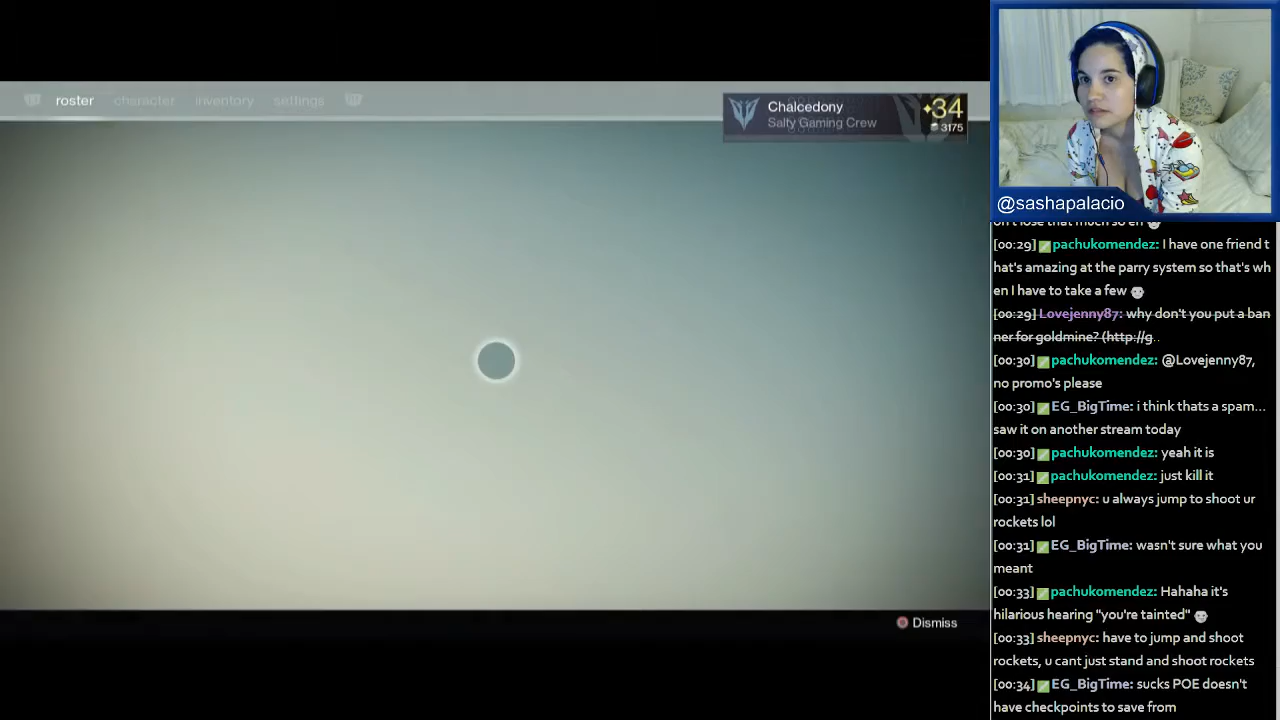 roster character inventory settings
Chalcedony
Salty Gaming Crew
34
3175
Dismiss
@sashapalacio
on't lose that much so eh
[00:29] pachukomendez: I have one friend t
hat's amazing at the parry system so that's wh
en I have to take a few
[00:29] Lovejenny87: why don't you put a ban
ner for goldmine? (http://g..
[00:30] pachukomendez: @Lovejenny87,
no promo's please
[00:30] EG_BigTime: i think thats a spam...
saw it on another stream today
[00:30] pachukomendez: yeah it is
[00:31] pachukomendez: just kill it
[00:31] sheepnyc: u always jump to shoot ur
rockets lol
[00:31] EG_BigTime: wasn't sure what you
meant
[00:33] pachukomendez: Hahaha it's
hilarious hearing "you're tainted"
[00:33] sheepnyc: have to jump and shoot
rockets, u cant just stand and shoot rockets
[00:34] EG_BigTime: sucks POE doesn't
have checkpoints to save from